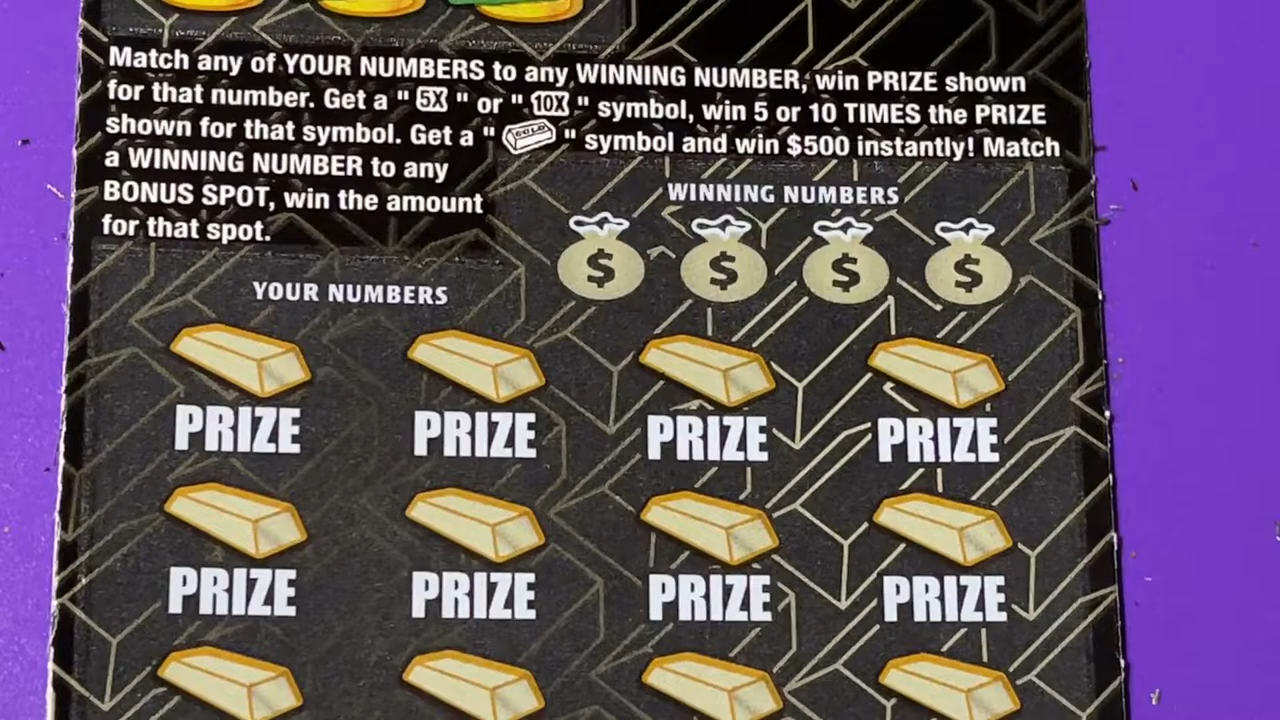 Match any of YOUR NUMBERS to any WINNING NUMBER, win PRIZE shown
for that number. Get a "5X" or "10X" symbol, win 5 or 10 TIMES the PRIZE
shown for that symbol. Get a "GOLD" symbol and win $500 instantly! Match
a WINNING NUMBER to any
BONUS SPOT, win the amount
for that spot.
WINNING NUMBERS
$ $ $ $
YOUR NUMBERS
PRIZE PRIZE PRIZE PRIZE
PRIZE PRIZE PRIZE PRIZE